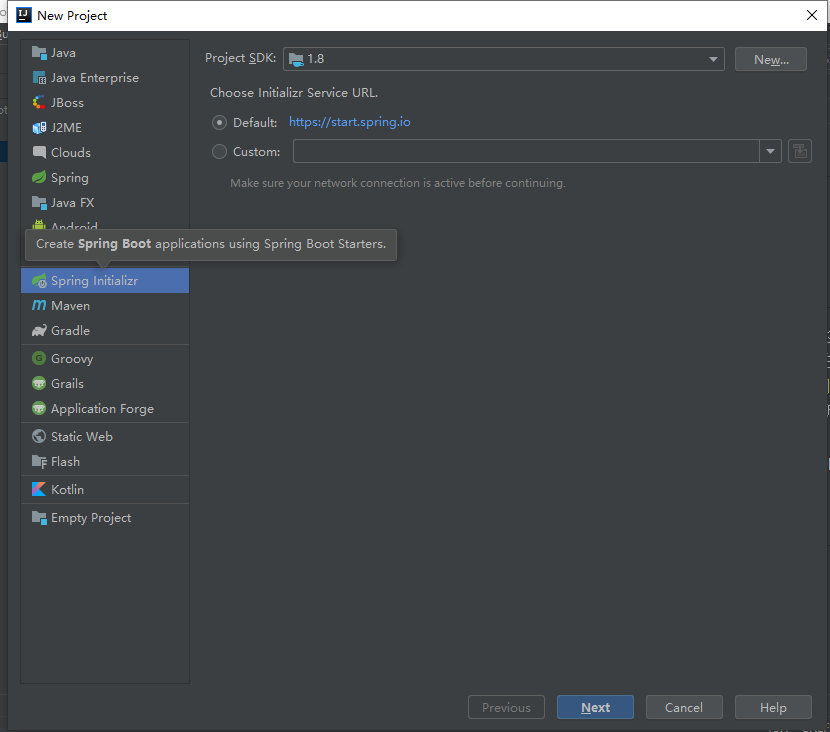 New Project
Java
Java Enterprise
JBoss
J2ME
Clouds
Spring
Java FX
Android
Create Spring Boot applications using Spring Boot Starters.
Spring Initializr
Maven
Gradle
Groovy
Grails
Application Forge
Static Web
Flash
Kotlin
Empty Project
Project SDK: 1.8 New...
Choose Initializr Service URL.
Default: https://start.spring.io
Custom:
Make sure your network connection is active before continuing.
Previous Next Cancel Help